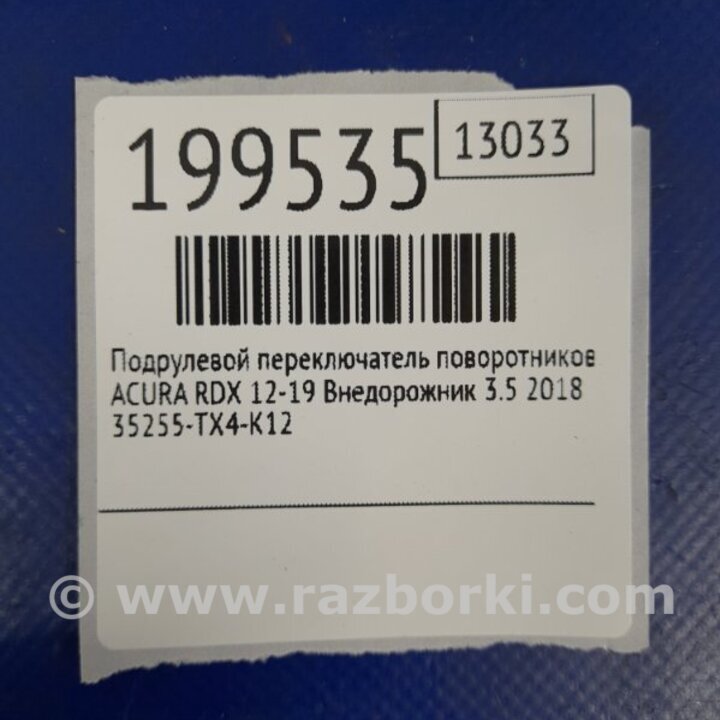 199535
13033
Подрулевой переключатель поворотников
ACURA RDX 12-19 Внедорожник 3.5 2018
35255-TX4-K12
© www.razborki.com